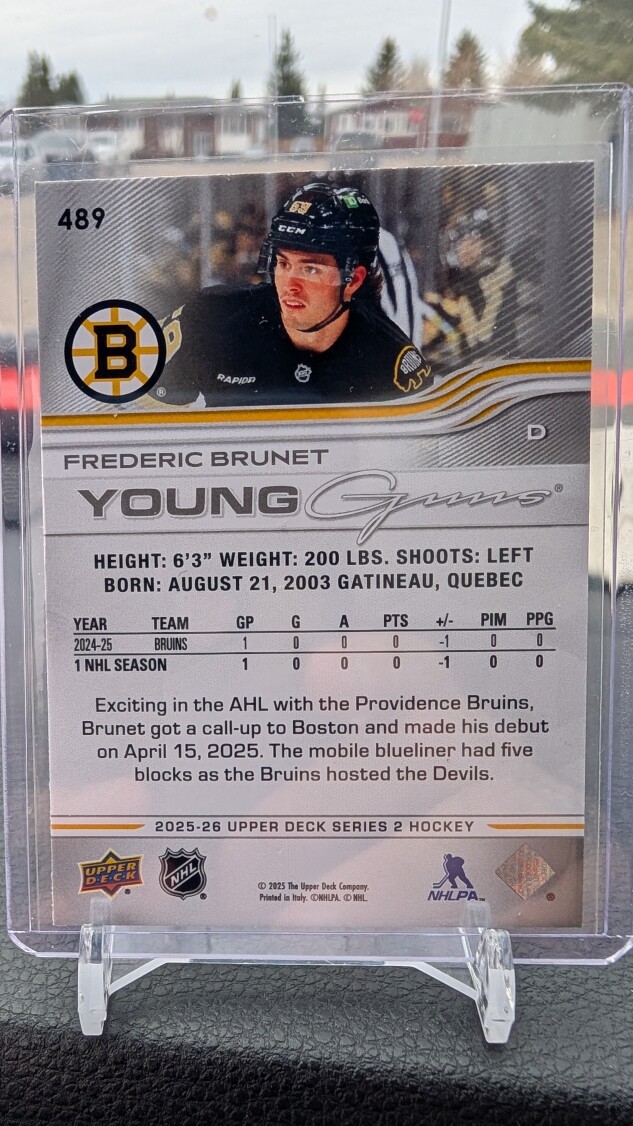 489
CCM
B
®
RAPID7
BRUINS
D
FREDERIC BRUNET
YOUNG Guns®
HEIGHT: 6'3" WEIGHT: 200 LBS. SHOOTS: LEFT
BORN: AUGUST 21, 2003 GATINEAU, QUEBEC
YEAR TEAM GP G A PTS +/- PIM PPG
2024-25 BRUINS 1 0 0 0 -1 0 0
1 NHL SEASON 1 0 0 0 -1 0 0
Exciting in the AHL with the Providence Bruins,
Brunet got a call-up to Boston and made his debut
on April 15, 2025. The mobile blueliner had five
blocks as the Bruins hosted the Devils.
2025-26 UPPER DECK SERIES 2 HOCKEY
UPPER DECK®
NHL®
© 2025 The Upper Deck Company.
Printed in Italy. ©NHLPA. © NHL.
NHLPA™
®